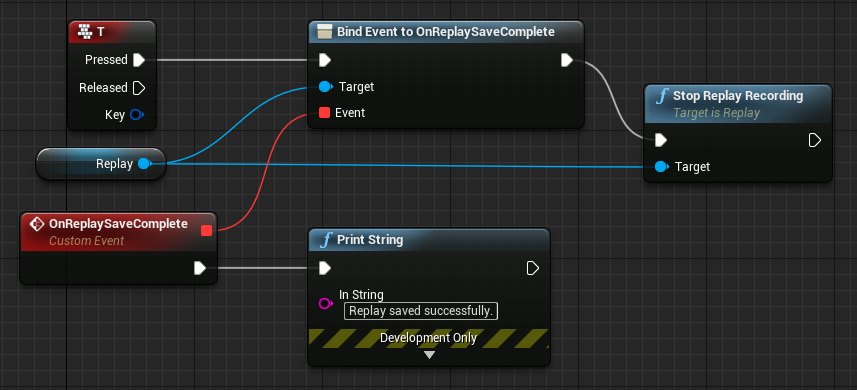 T
Pressed
Released
Key
Bind Event to OnReplaySaveComplete
Target
Event
f Stop Replay Recording
Target is Replay
Target
Replay
OnReplaySaveComplete
Custom Event
f Print String
In String
Replay saved successfully.
Development Only